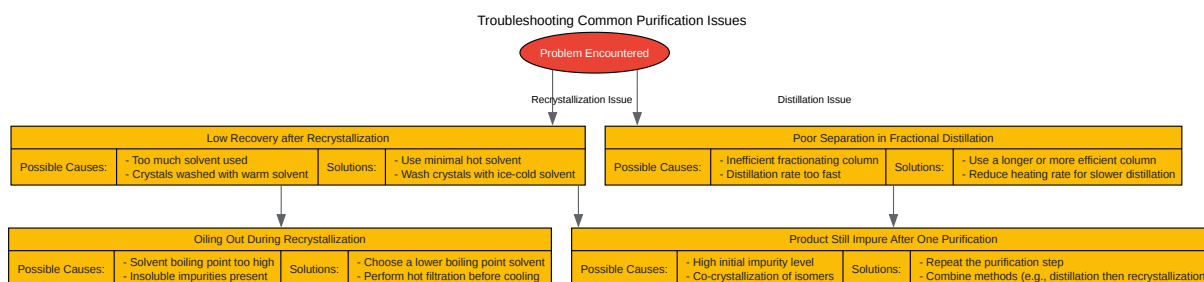 Troubleshooting Common Purification Issues
Problem Encountered
Recrystallization Issue
Distillation Issue
Low Recovery after Recrystallization
Possible Causes:
- Too much solvent used
- Crystals washed with warm solvent
Solutions:
- Use minimal hot solvent
- Wash crystals with ice-cold solvent
Poor Separation in Fractional Distillation
Possible Causes:
- Inefficient fractionating column
- Distillation rate too fast
Solutions:
- Use a longer or more efficient column
- Reduce heating rate for slower distillation
Oiling Out During Recrystallization
Possible Causes:
- Solvent boiling point too high
- Insoluble impurities present
Solutions:
- Choose a lower boiling point solvent
- Perform hot filtration before cooling
Product Still Impure After One Purification
Possible Causes:
- High initial impurity level
- Co-crystallization of isomers
Solutions:
- Repeat the purification step
- Combine methods (e.g., distillation then recrystallization